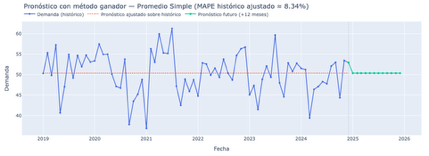 Pronóstico con método ganador — Promedio Simple (MAPE histórico ajustado = 8.34%)
Demanda (histórico) Pronóstico ajustado sobre histórico Pronóstico futuro (+12 meses)
60
55
50
45
40
Demanda
2019 2020 2021 2022 2023 2024 2025 2026
Fecha